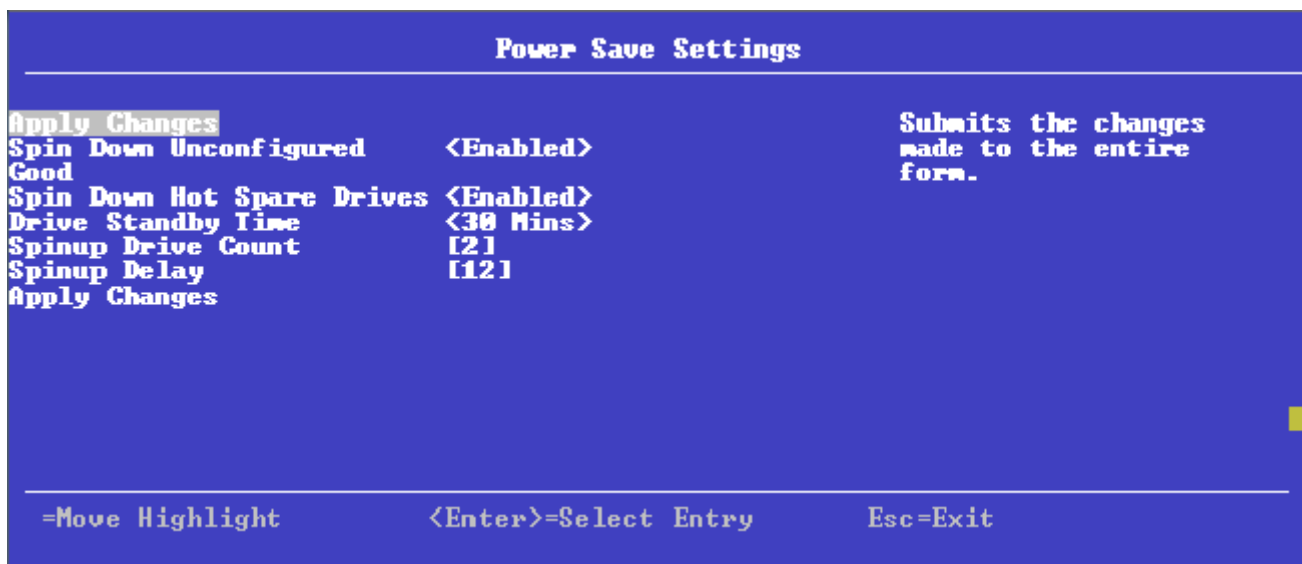 Power Save Settings
Apply Changes
Spin Down Unconfigured <Enabled>
Good
Spin Down Hot Spare Drives <Enabled>
Drive Standby Time <30 Mins>
Spinup Drive Count [2]
Spinup Delay [12]
Apply Changes
Submits the changes
made to the entire
form.
=Move Highlight <Enter>=Select Entry Esc=Exit